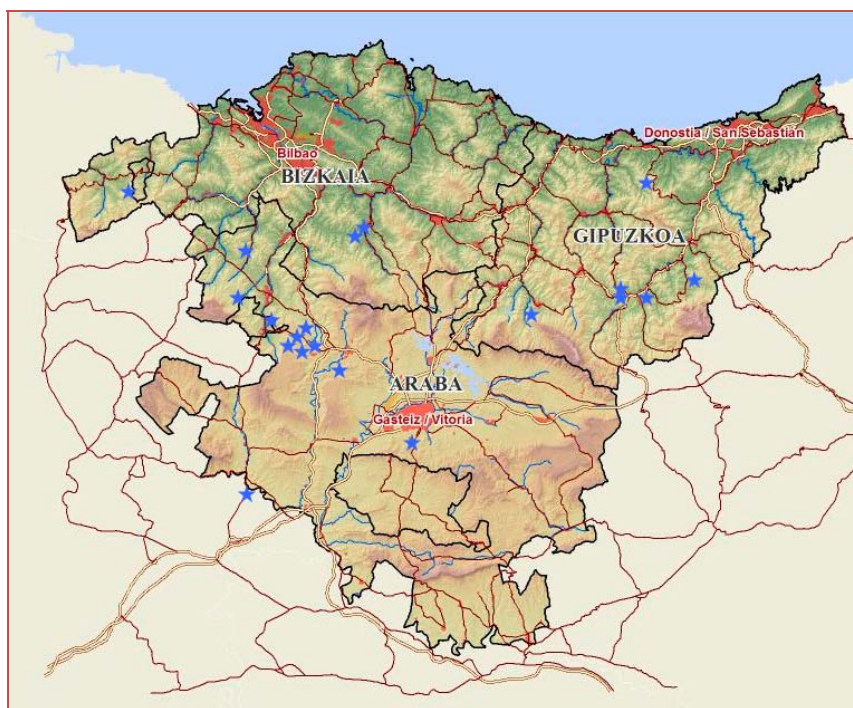 Donostia / San Sebastián
Bilbao
BIZKAIA
GIPUZKOA
ARABA
Gasteiz / Vitoria